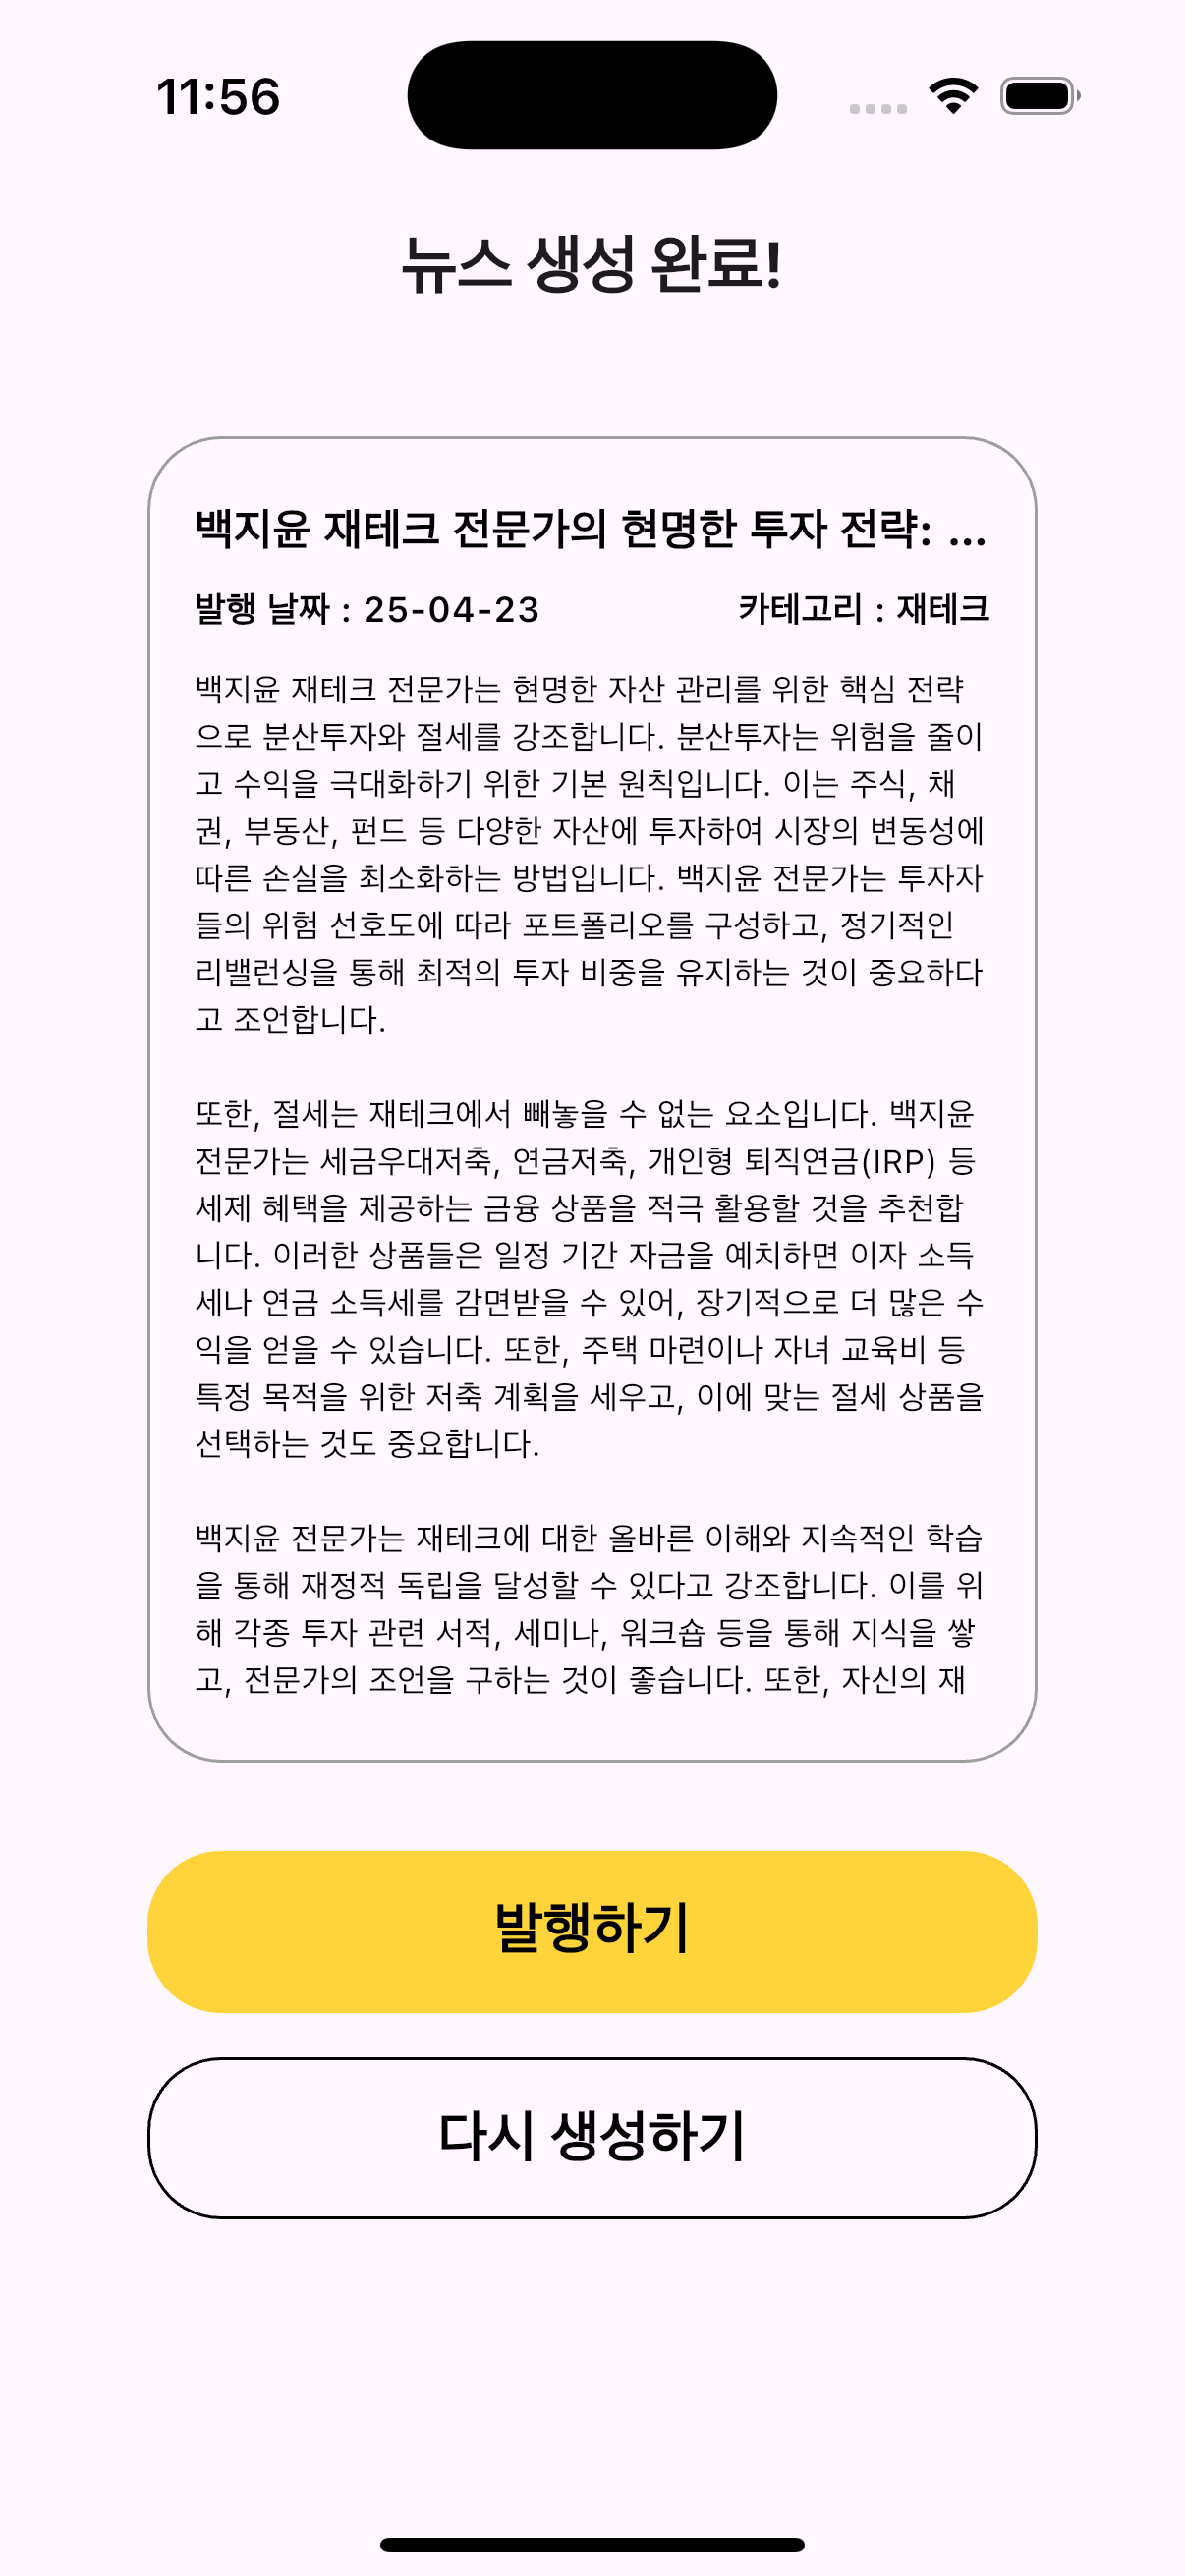 11:56
뉴스 생성 완료!
백지윤 재테크 전문가의 현명한 투자 전략: ...
발행 날짜 : 25-04-23
카테고리 : 재테크
백지윤 재테크 전문가는 현명한 자산 관리를 위한 핵심 전략
으로 분산투자와 절세를 강조합니다. 분산투자는 위험을 줄이
고 수익을 극대화하기 위한 기본 원칙입니다. 이는 주식, 채
권, 부동산, 펀드 등 다양한 자산에 투자하여 시장의 변동성에
따른 손실을 최소화하는 방법입니다. 백지윤 전문가는 투자자
들의 위험 선호도에 따라 포트폴리오를 구성하고, 정기적인
리밸런싱을 통해 최적의 투자 비중을 유지하는 것이 중요하다
고 조언합니다.
또한, 절세는 재테크에서 빼놓을 수 없는 요소입니다. 백지윤
전문가는 세금우대저축, 연금저축, 개인형 퇴직연금(IRP) 등
세제 혜택을 제공하는 금융 상품을 적극 활용할 것을 추천합
니다. 이러한 상품들은 일정 기간 자금을 예치하면 이자 소득
세나 연금 소득세를 감면받을 수 있어, 장기적으로 더 많은 수
익을 얻을 수 있습니다. 또한, 주택 마련이나 자녀 교육비 등
특정 목적을 위한 저축 계획을 세우고, 이에 맞는 절세 상품을
선택하는 것도 중요합니다.
백지윤 전문가는 재테크에 대한 올바른 이해와 지속적인 학습
을 통해 재정적 독립을 달성할 수 있다고 강조합니다. 이를 위
해 각종 투자 관련 서적, 세미나, 워크숍 등을 통해 지식을 쌓
고, 전문가의 조언을 구하는 것이 좋습니다. 또한, 자신의 재
발행하기
다시 생성하기